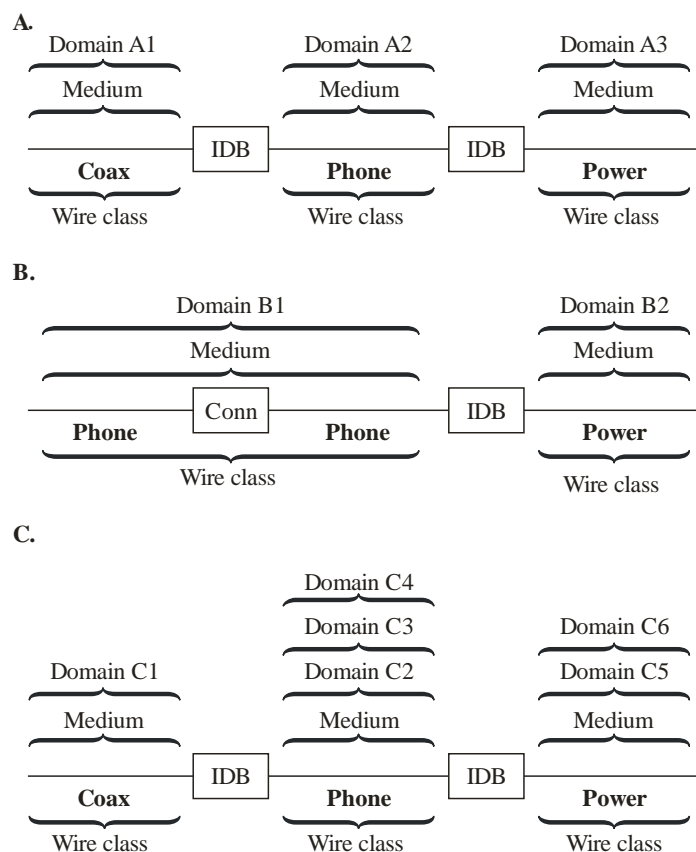 A.
Domain A1 Domain A2 Domain A3
Medium Medium Medium
IDB IDB
Coax Phone Power
Wire class Wire class Wire class
B.
Domain B1 Domain B2
Medium Medium
Conn IDB
Phone Phone Power
Wire class Wire class
C.
Domain C4
Domain C3 Domain C6
Domain C1 Domain C2 Domain C5
Medium Medium Medium
IDB IDB
Coax Phone Power
Wire class Wire class Wire class